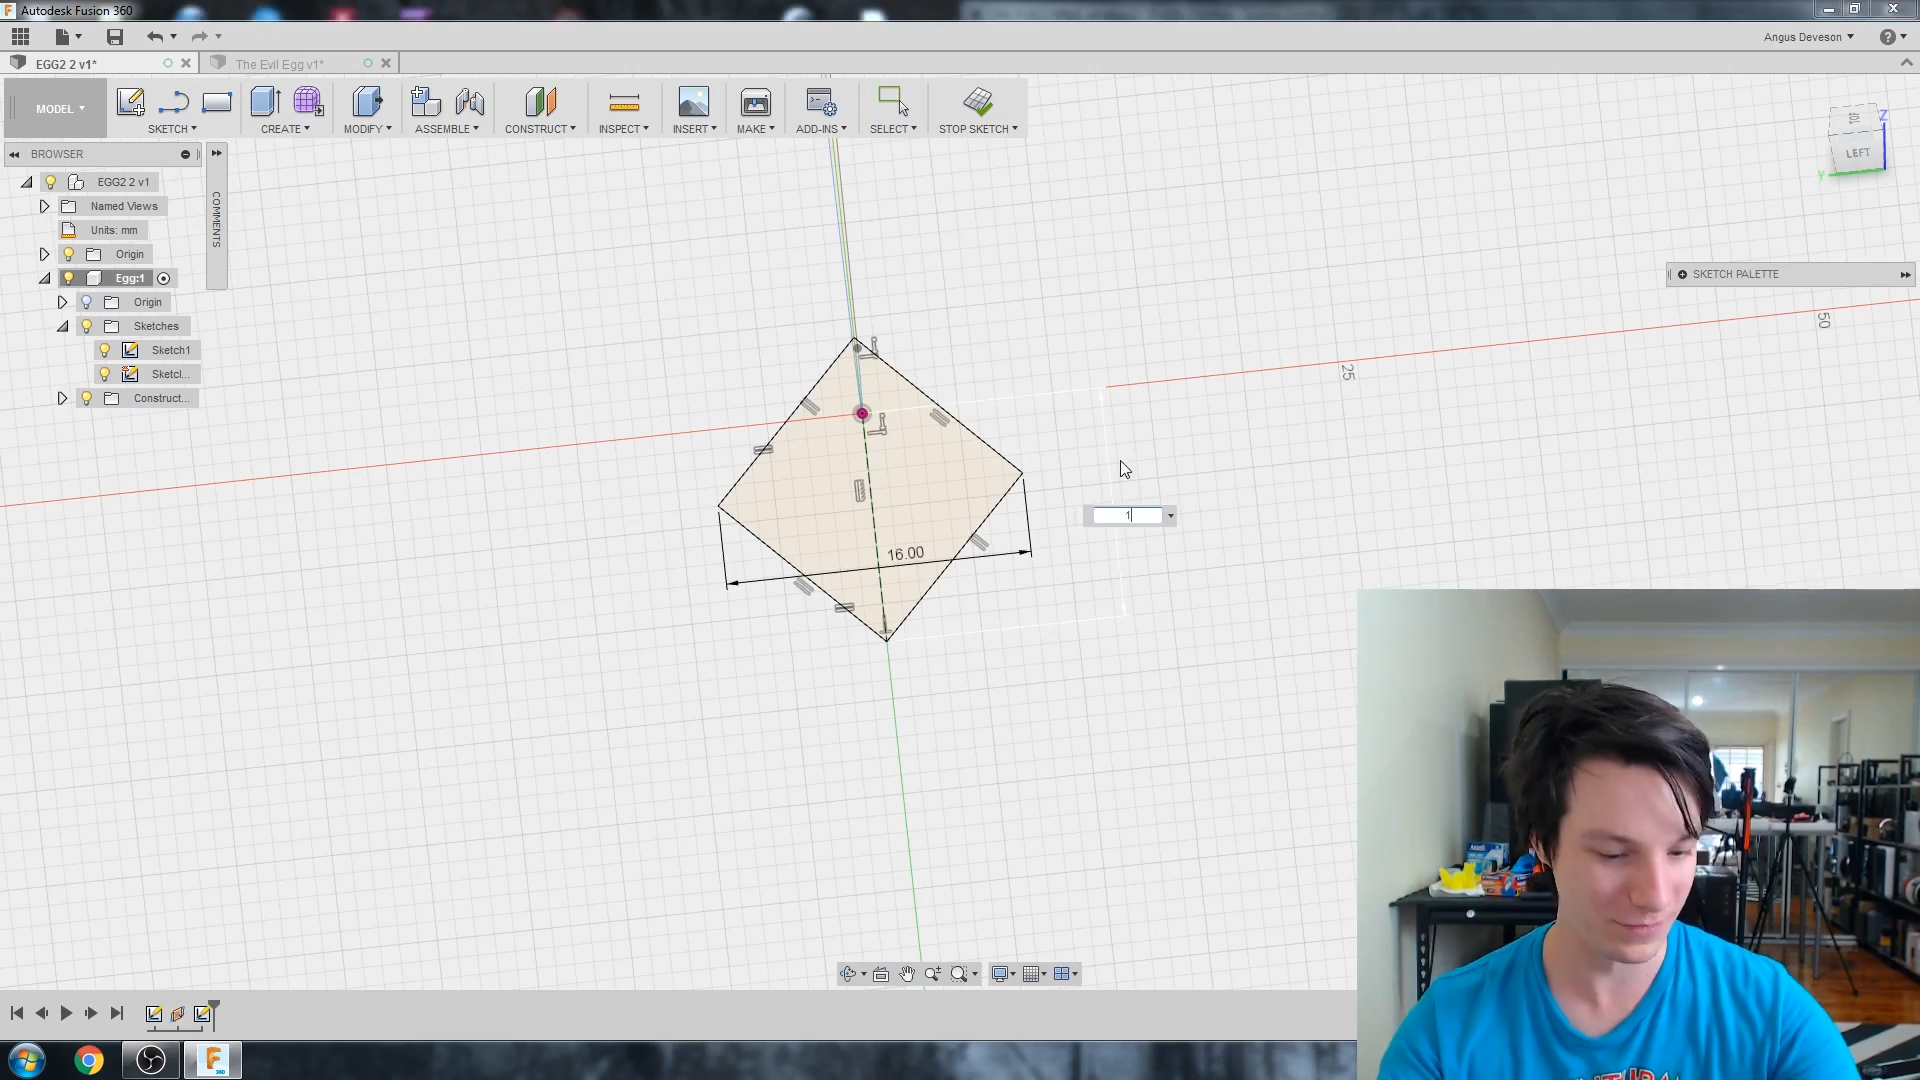 Autodesk Fusion 360
Angus Deveson
EGG2 2 v1*
The Evil Egg v1*
MODEL
SKETCH
CREATE
MODIFY
ASSEMBLE
CONSTRUCT
INSPECT
INSERT
MAKE
ADD-INS
SELECT
STOP SKETCH
BROWSER
COMMENTS
EGG2 2 v1
Named Views
Units: mm
Origin
Egg:1
Origin
Sketches
Sketch1
Sketcl...
Construct...
SKETCH PALETTE
Z
LEFT
Y
50
25
1
16.00